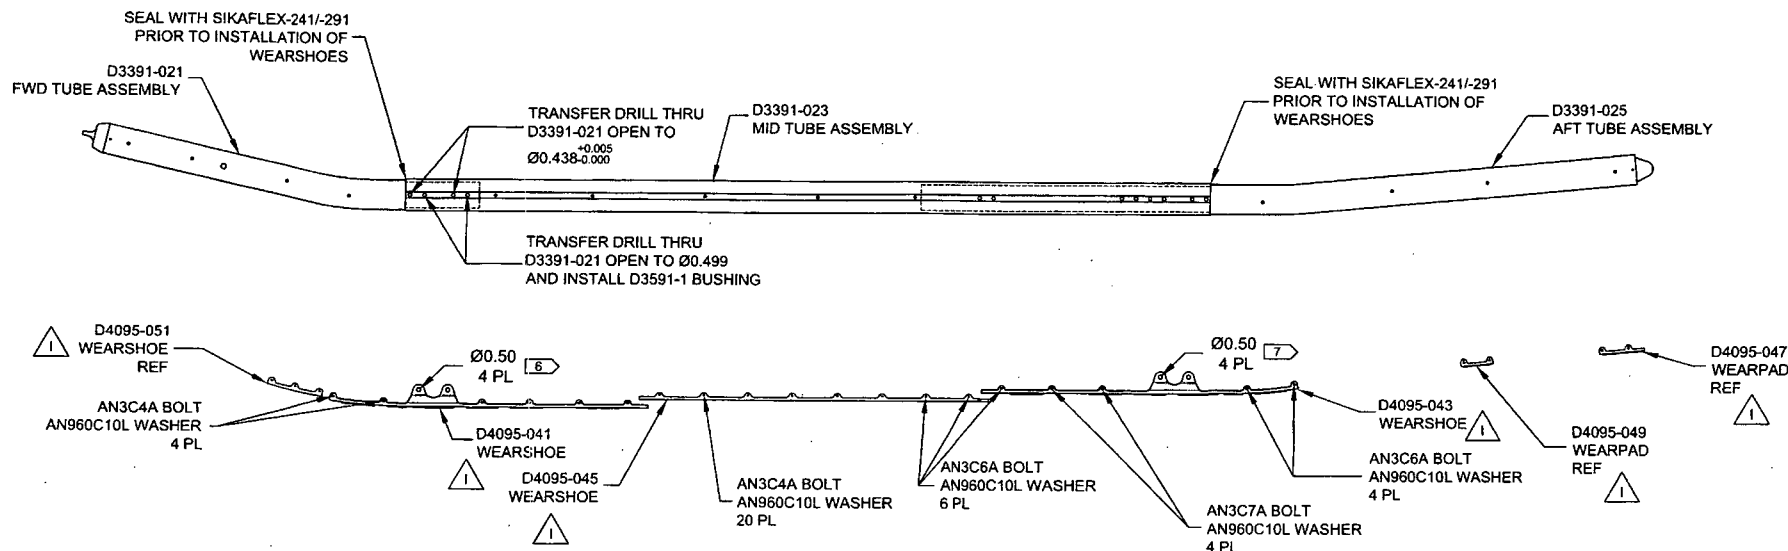 SEAL WITH SIKAFLEX-241/-291
PRIOR TO INSTALLATION OF
WEARSHOES
D3391-021
FWD TUBE ASSEMBLY
TRANSFER DRILL THRU
D3391-021 OPEN TO
Ø0.438 +0.005 -0.000
D3391-023
MID TUBE ASSEMBLY
SEAL WITH SIKAFLEX-241/-291
PRIOR TO INSTALLATION OF
WEARSHOES
D3391-025
AFT TUBE ASSEMBLY
TRANSFER DRILL THRU
D3391-021 OPEN TO Ø0.499
AND INSTALL D3591-1 BUSHING
1
D4095-051
WEARSHOE
REF
Ø0.50
4 PL 6
Ø0.50
4 PL 7
D4095-047
WEARPAD
REF
1
AN3C4A BOLT
AN960C10L WASHER
4 PL
D4095-041
WEARSHOE
1
D4095-045
WEARSHOE
1
AN3C4A BOLT
AN960C10L WASHER
20 PL
AN3C6A BOLT
AN960C10L WASHER
6 PL
AN3C7A BOLT
AN960C10L WASHER
4 PL
D4095-043
WEARSHOE
1
AN3C6A BOLT
AN960C10L WASHER
4 PL
D4095-049
WEARPAD
REF
1